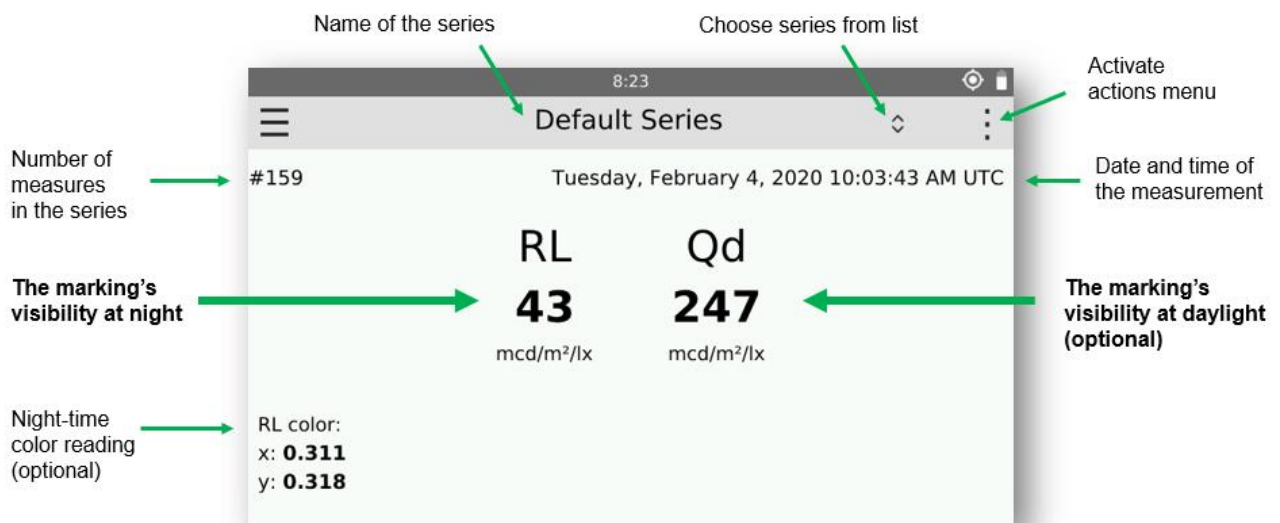 Name of the series
Choose series from list
Activate
actions menu
8:23
Default Series
Number of
measures
in the series
#159
Tuesday, February 4, 2020 10:03:43 AM UTC
Date and time of
the measurement
RL
Qd
The marking's
visibility at night
43
247
The marking's
visibility at daylight
(optional)
mcd/m²/lx
mcd/m²/lx
Night-time
color reading
(optional)
RL color:
x: 0.311
y: 0.318